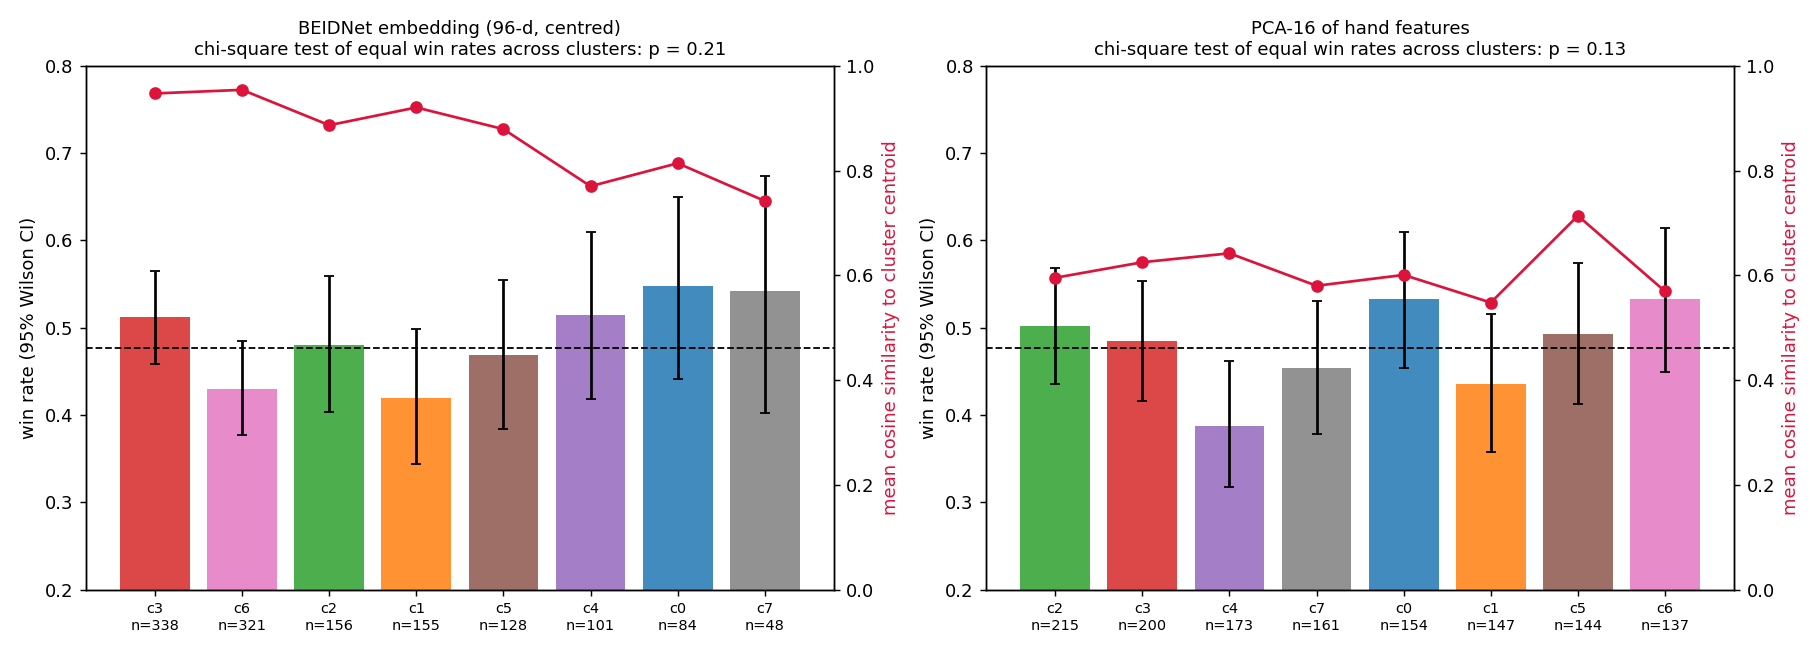 BEIDNet embedding (96-d, centred)
chi-square test of equal win rates across clusters: p = 0.21
win rate (95% Wilson CI)
0.8
0.7
0.6
0.5
0.4
0.3
0.2
1.0
0.8
0.6
0.4
0.2
0.0
mean cosine similarity to cluster centroid
c3 c6 c2 c1 c5 c4 c0 c7
n=338 n=321 n=156 n=155 n=128 n=101 n=84 n=48
PCA-16 of hand features
chi-square test of equal win rates across clusters: p = 0.13
win rate (95% Wilson CI)
0.8
0.7
0.6
0.5
0.4
0.3
0.2
1.0
0.8
0.6
0.4
0.2
0.0
mean cosine similarity to cluster centroid
c2 c3 c4 c7 c0 c1 c5 c6
n=215 n=200 n=173 n=161 n=154 n=147 n=144 n=137